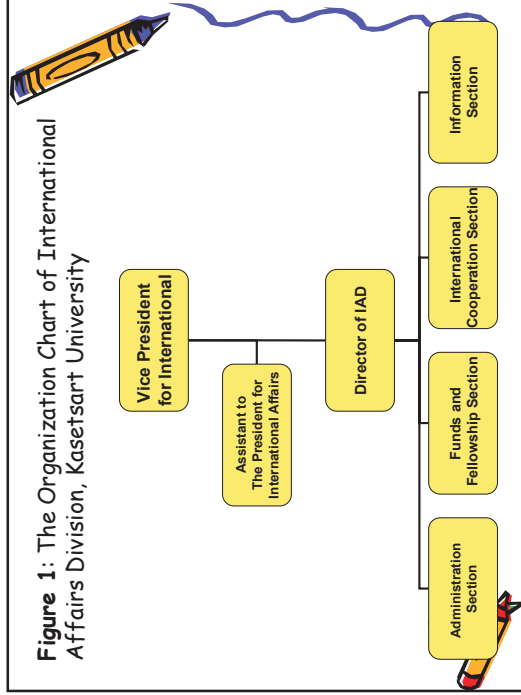 Figure 1: The Organization Chart of International
Affairs Division, Kasetsart University
Vice President
for International
Assistant to
The President for
International Affairs
Director of IAD
Administration
Section
Funds and
Fellowship Section
International
Cooperation Section
Information
Section